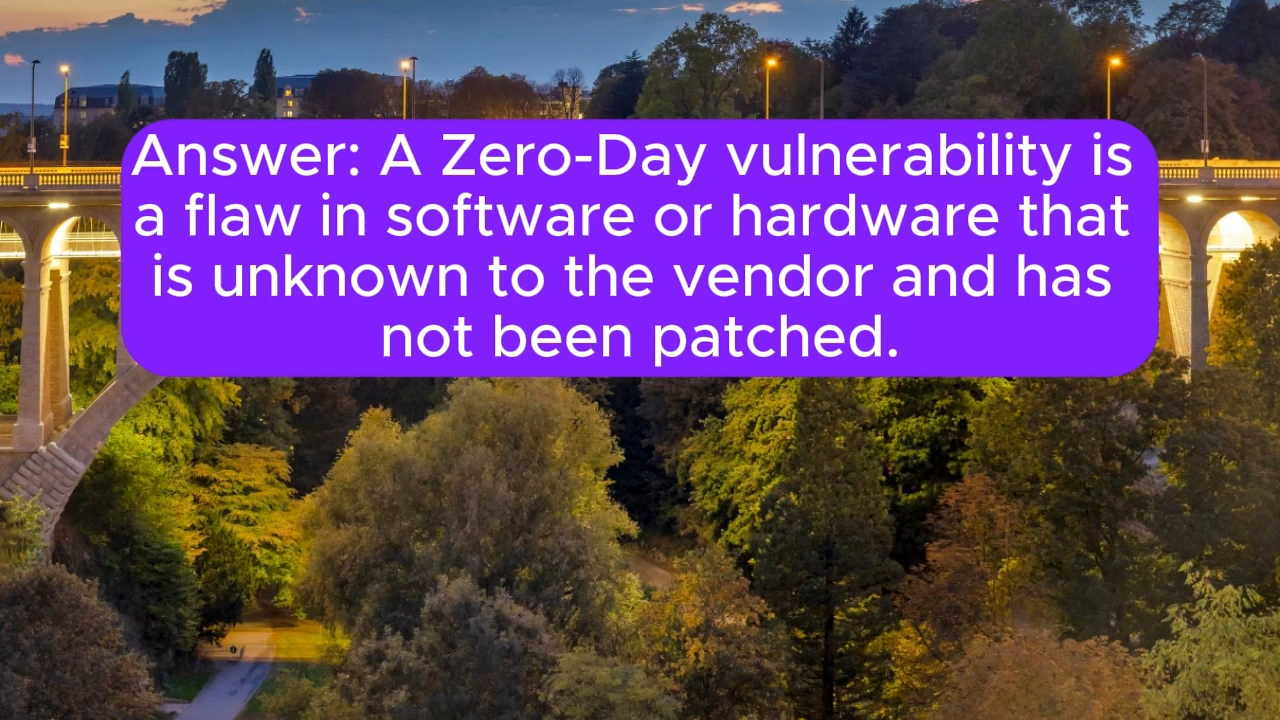 Answer: A Zero-Day vulnerability is
a flaw in software or hardware that
is unknown to the vendor and has
not been patched.